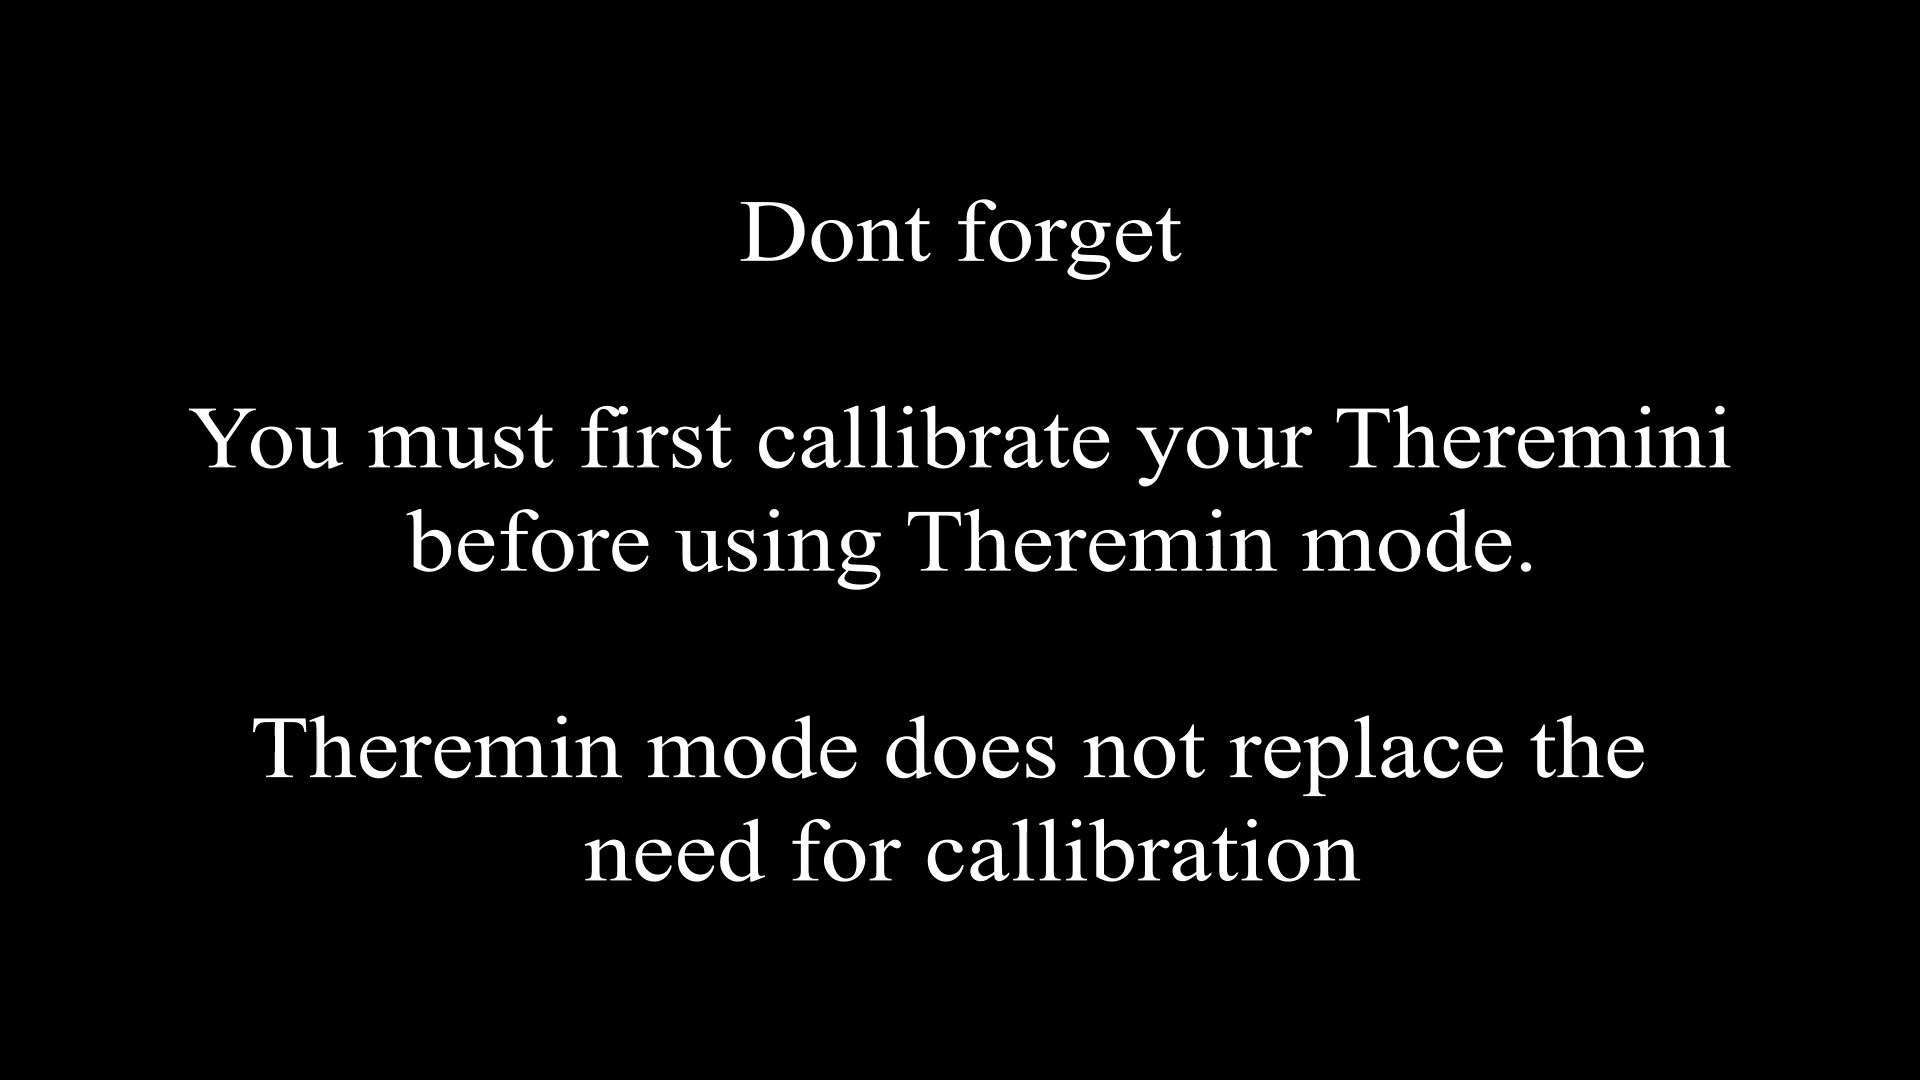 Dont forget
You must first callibrate your Theremini
before using Theremin mode.
Theremin mode does not replace the
need for callibration